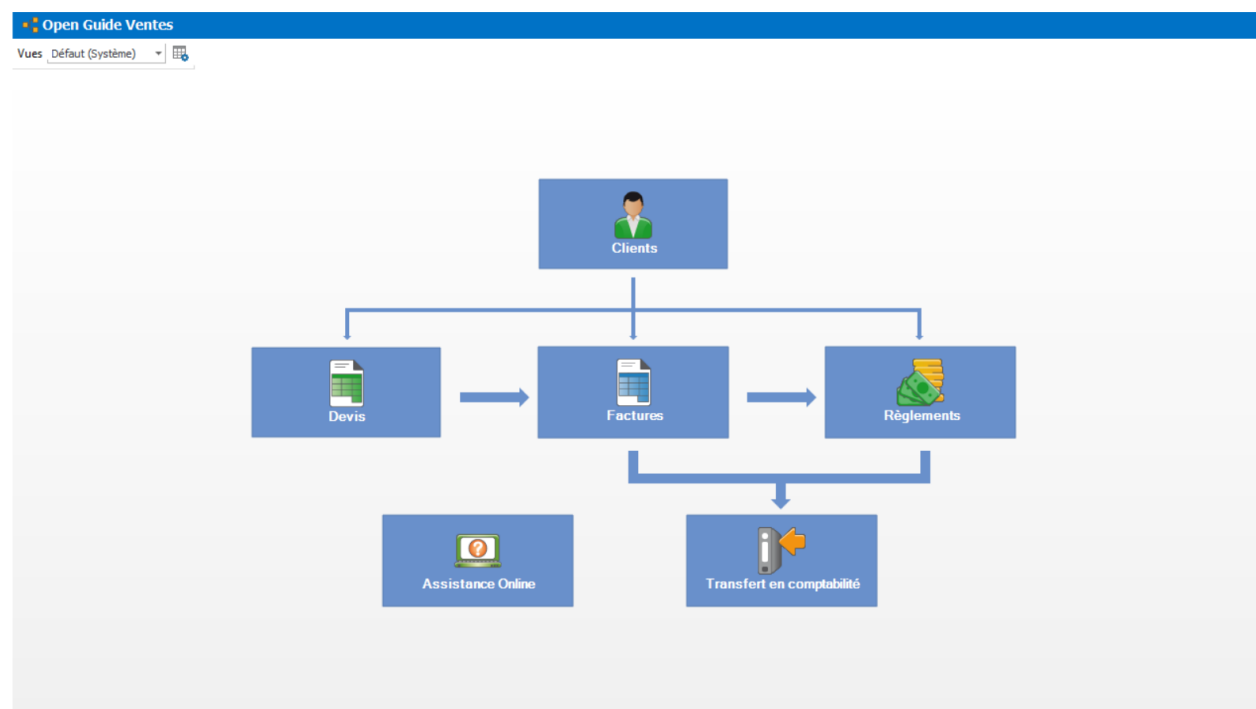 Open Guide Ventes
Vues Défaut (Système)
Clients
Devis
Factures
Règlements
Assistance Online
Transfert en comptabilité